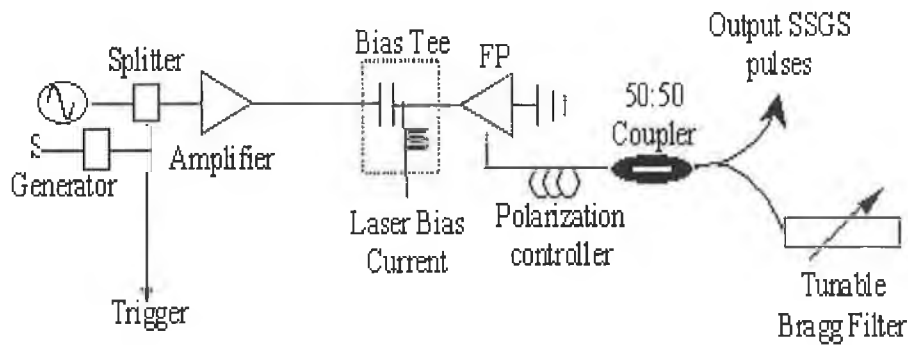 Output SSGS
pulses
Splitter
Bias Tee
FP
50:50
Coupler
S
Generator
Amplifier
Laser Bias
Current
Polarization
controller
Trigger
Tunable
Bragg Filter